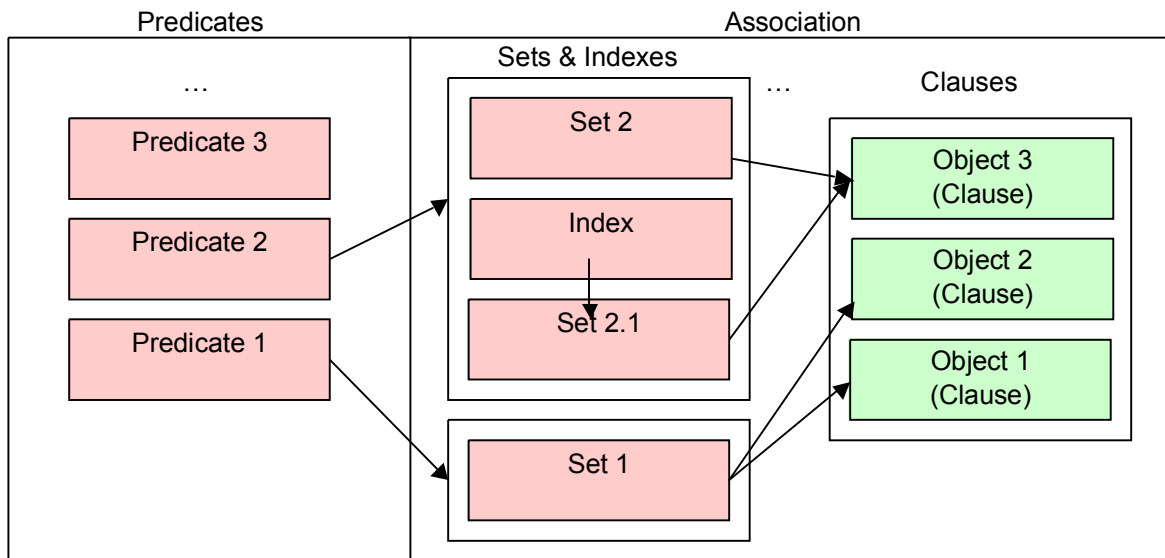 Predicates
Association
Sets & Indexes
…
…
Clauses
Predicate 3
Predicate 2
Predicate 1
Set 2
Index
Set 2.1
Set 1
Object 3
(Clause)
Object 2
(Clause)
Object 1
(Clause)